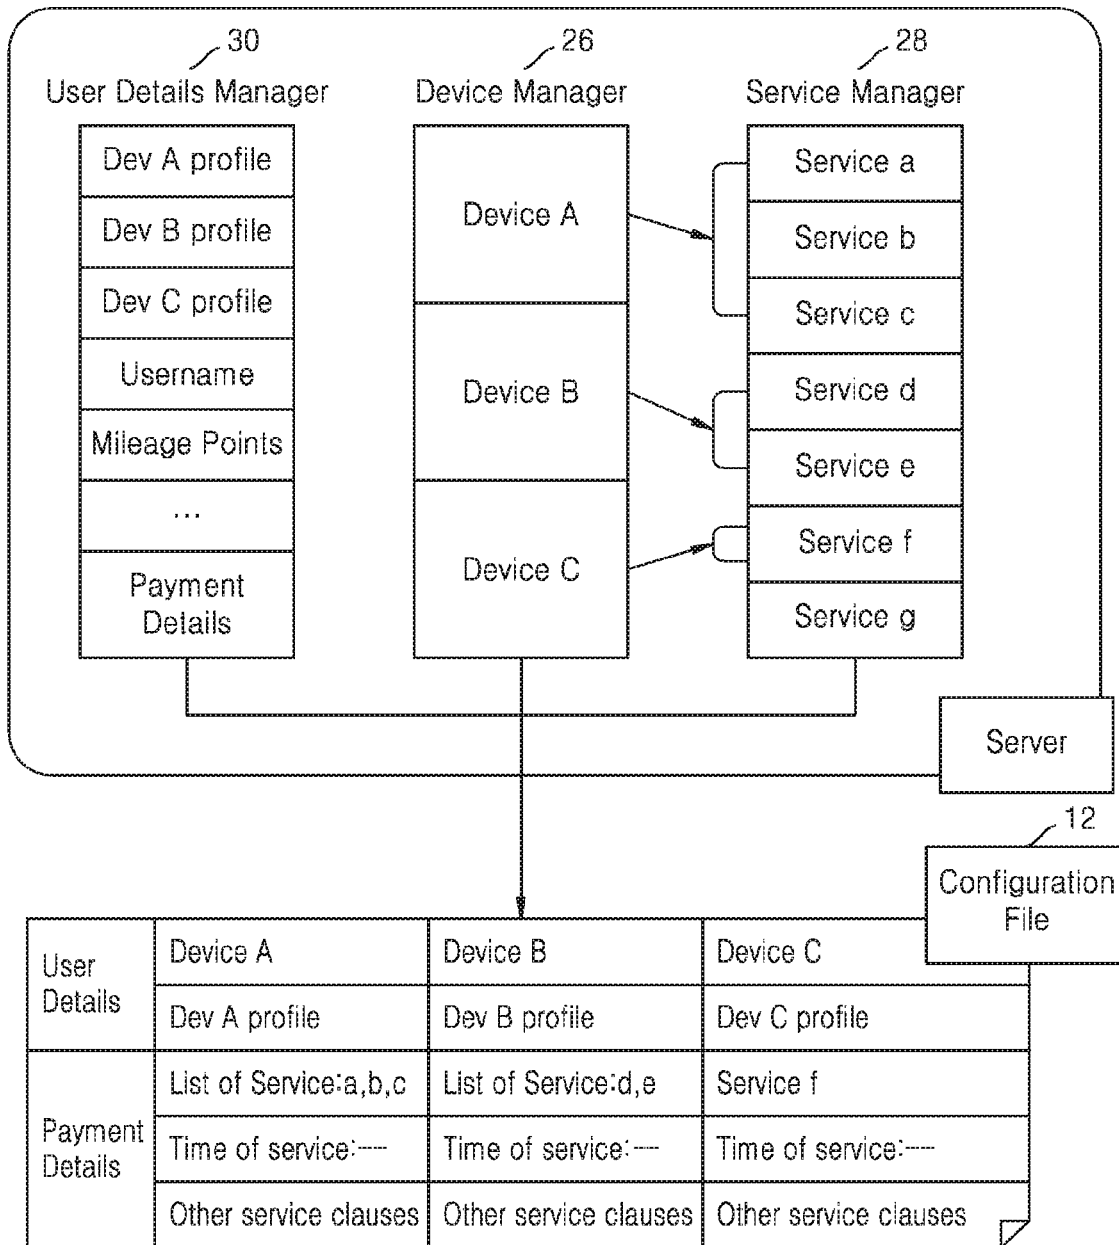 30
26
28
User Details Manager
Device Manager
Service Manager
Dev A profile
Dev B profile
Dev C profile
Username
Mileage Points
...
Payment
Details
Device A
Device B
Device C
Service a
Service b
Service c
Service d
Service e
Service f
Service g
Server
12
Configuration
File
User
Details
Device A
Device B
Device C
Dev A profile
Dev B profile
Dev C profile
Payment
Details
List of Service:a,b,c
List of Service:d,e
Service f
Time of service:----
Time of service:---
Time of service:----
Other service clauses
Other service clauses
Other service clauses